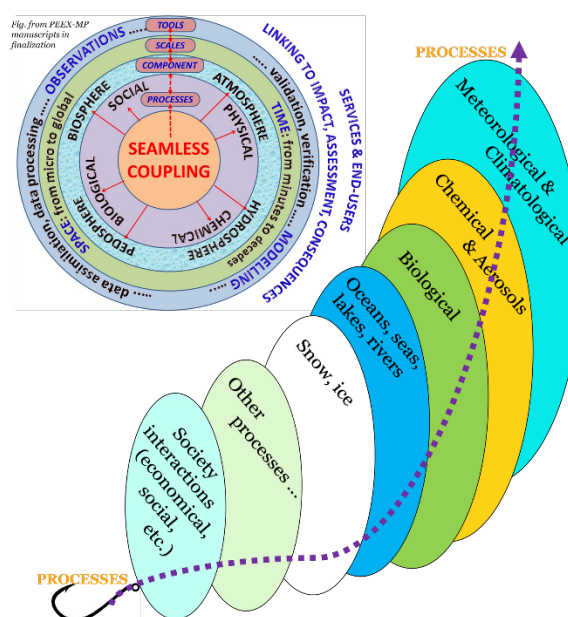 Fig. from PEEX-MP
manuscripts in
finalization
TOOLS
SCALES
COMPONENT
PROCESSES
SEAMLESS
COUPLING
SOCIAL
PHYSICAL
CHEMICAL
BIOLOGICAL
BIOSPHERE
ATMOSPHERE
HYDROSPHERE
PEDOSPHERE
SPACE: from micro to global
TIME: from minutes to decades
data assimilation, data processing, .... OBSERVATIONS .....
..... validation, verification .... MODELLING .....
LINKING TO IMPACT, ASSESSMENT, CONSEQUENCES
SERVICES & END-USERS
PROCESSES
Meteorological &
Climatological
Chemical
& Aerosols
Biological
Oceans, seas,
lakes, rivers
Snow, ice
Other
processes ...
Society
interactions
(economical,
social,
etc.)
PROCESSES